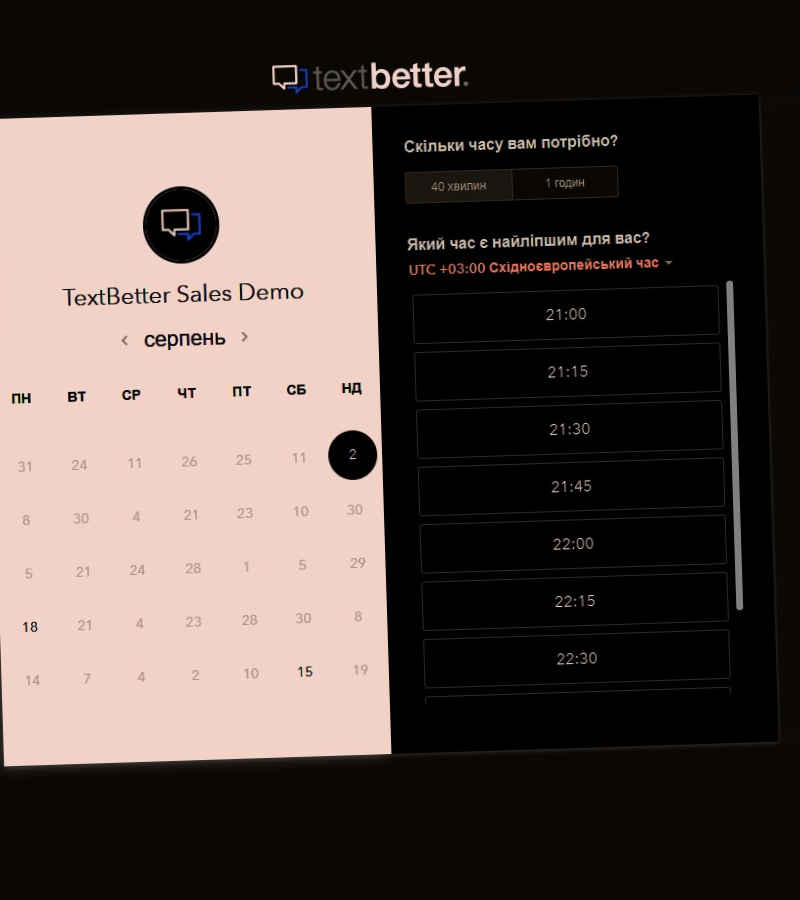 textbetter.
TextBetter Sales Demo
серпень
ПН ВТ СР ЧТ ПТ СБ НД
31 24 11 26 25 11 2
8 30 4 21 23 10 30
5 21 24 28 1 5 29
18 21 4 23 28 30 8
14 7 4 2 10 15 19
Скільки часу вам потрібно?
40 хвилин 1 годин
Який час є найліпшим для вас?
UTC +03:00 Східноєвропейський час
21:00
21:15
21:30
21:45
22:00
22:15
22:30